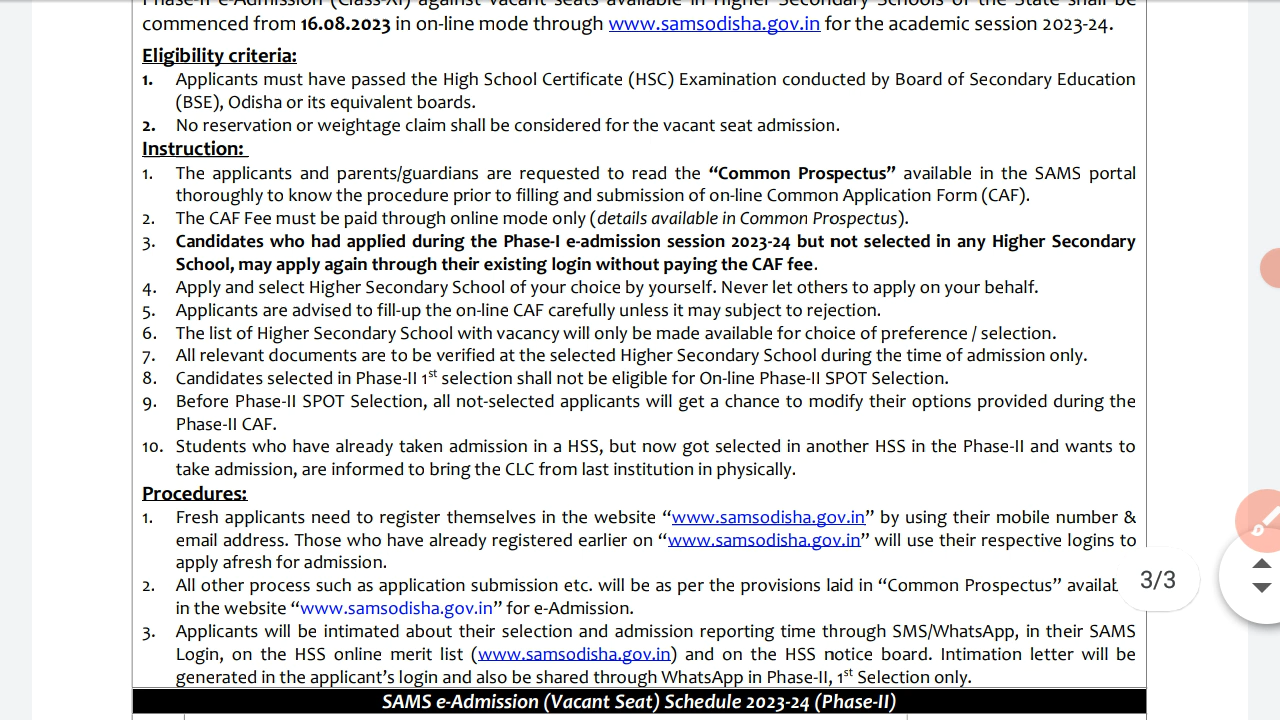 Phase-II e-Admission (Class-XI) against vacant seats available in Higher Secondary Schools of the State shall be
commenced from 16.08.2023 in on-line mode through www.samsodisha.gov.in for the academic session 2023-24.
Eligibility criteria:
1. Applicants must have passed the High School Certificate (HSC) Examination conducted by Board of Secondary Education
(BSE), Odisha or its equivalent boards.
2. No reservation or weightage claim shall be considered for the vacant seat admission.
Instruction:
1. The applicants and parents/guardians are requested to read the “Common Prospectus” available in the SAMS portal
thoroughly to know the procedure prior to filling and submission of on-line Common Application Form (CAF).
2. The CAF Fee must be paid through online mode only (details available in Common Prospectus).
3. Candidates who had applied during the Phase-I e-admission session 2023-24 but not selected in any Higher Secondary
School, may apply again through their existing login without paying the CAF fee.
4. Apply and select Higher Secondary School of your choice by yourself. Never let others to apply on your behalf.
5. Applicants are advised to fill-up the on-line CAF carefully unless it may subject to rejection.
6. The list of Higher Secondary School with vacancy will only be made available for choice of preference / selection.
7. All relevant documents are to be verified at the selected Higher Secondary School during the time of admission only.
8. Candidates selected in Phase-II 1st selection shall not be eligible for On-line Phase-II SPOT Selection.
9. Before Phase-II SPOT Selection, all not-selected applicants will get a chance to modify their options provided during the
Phase-II CAF.
10. Students who have already taken admission in a HSS, but now got selected in another HSS in the Phase-II and wants to
take admission, are informed to bring the CLC from last institution in physically.
Procedures:
1. Fresh applicants need to register themselves in the website “www.samsodisha.gov.in” by using their mobile number &
email address. Those who have already registered earlier on “www.samsodisha.gov.in” will use their respective logins to
apply afresh for admission.
2. All other process such as application submission etc. will be as per the provisions laid in “Common Prospectus” availab
in the website “www.samsodisha.gov.in” for e-Admission.
3/3
3. Applicants will be intimated about their selection and admission reporting time through SMS/WhatsApp, in their SAMS
Login, on the HSS online merit list (www.samsodisha.gov.in) and on the HSS notice board. Intimation letter will be
generated in the applicant’s login and also be shared through WhatsApp in Phase-II, 1st Selection only.
SAMS e-Admission (Vacant Seat) Schedule 2023-24 (Phase-II)